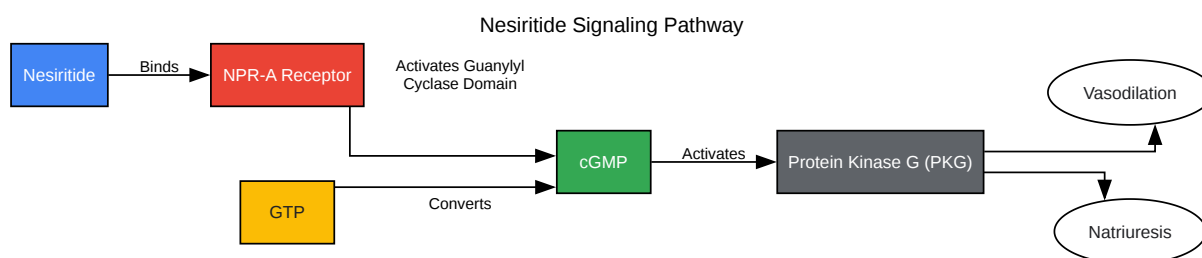 Nesiritide Signaling Pathway
Nesiritide
Binds
NPR-A Receptor
Activates Guanylyl
Cyclase Domain
GTP
Converts
cGMP
Activates
Protein Kinase G (PKG)
Vasodilation
Natriuresis